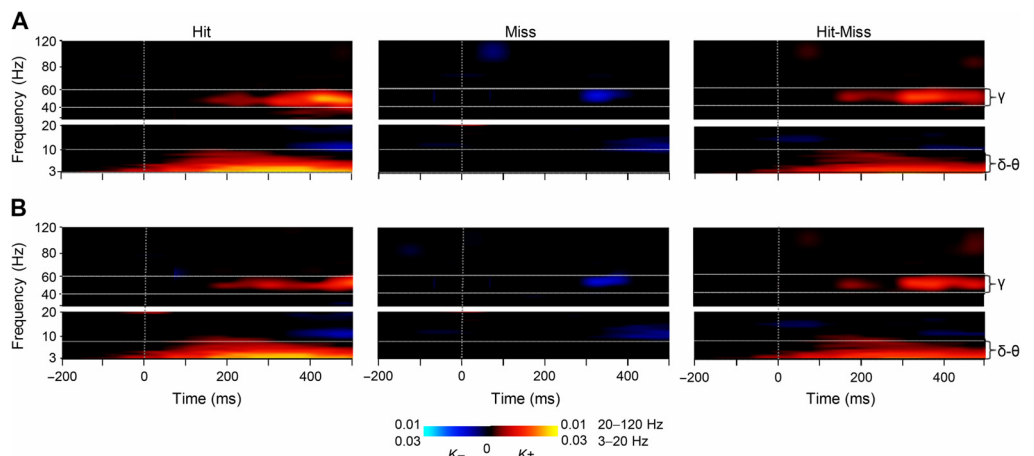 A
Hit Miss Hit-Miss
120
80
60
40
20
10
3
Frequency (Hz)
γ
δ-θ
B
120
80
60
40
20
10
3
Frequency (Hz)
γ
δ-θ
−200 0 200 400 −200 0 200 400 −200 0 200 400
Time (ms) Time (ms) Time (ms)
0.01 0.01 20–120 Hz
0.03 0 0.03 3–20 Hz
K− K+